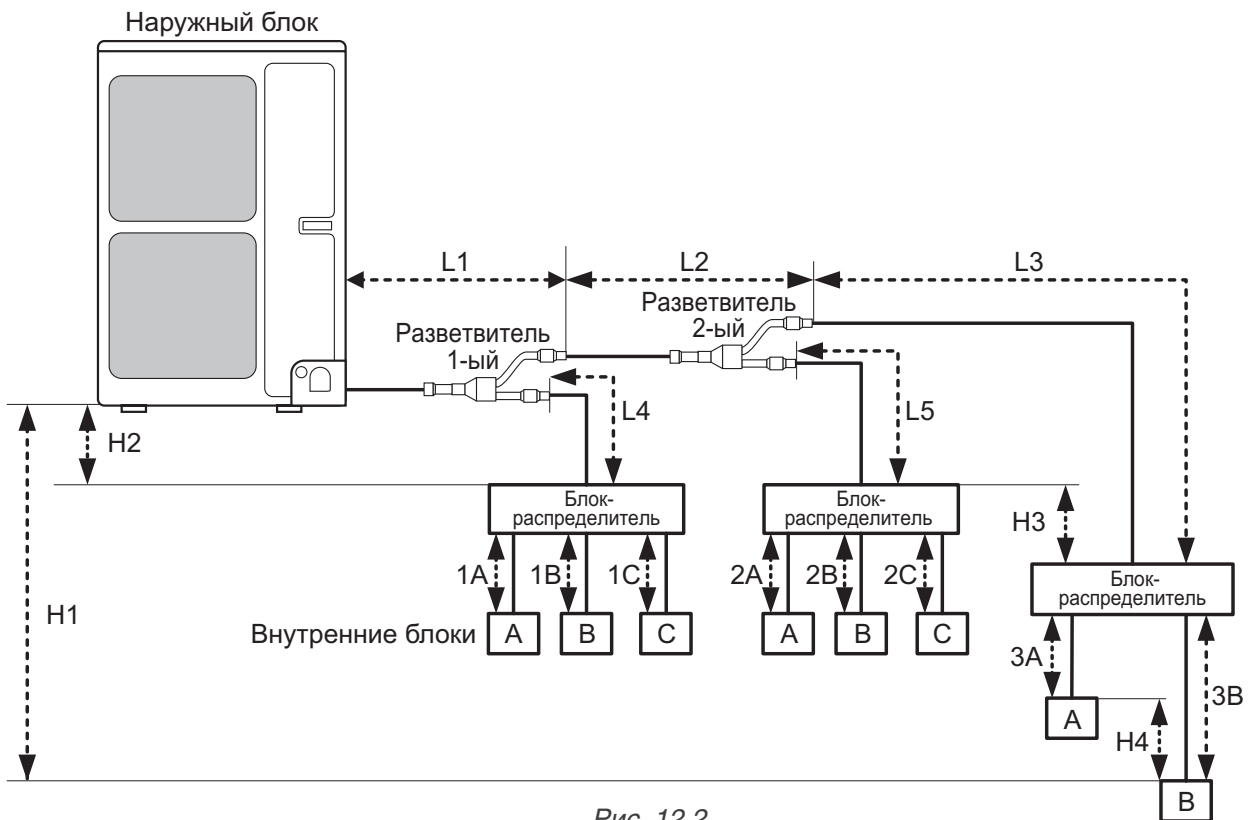 Наружный блок
L1
L2
L3
Разветвитель
1-ый
Разветвитель
2-ый
L4
L5
H2
Блок-
распределитель
Блок-
распределитель
H3
Блок-
распределитель
1A
1B
1C
2A
2B
2C
H1
Внутренние блоки
A
B
C
A
B
C
3A
3B
A
H4
B
Рис. 12.2